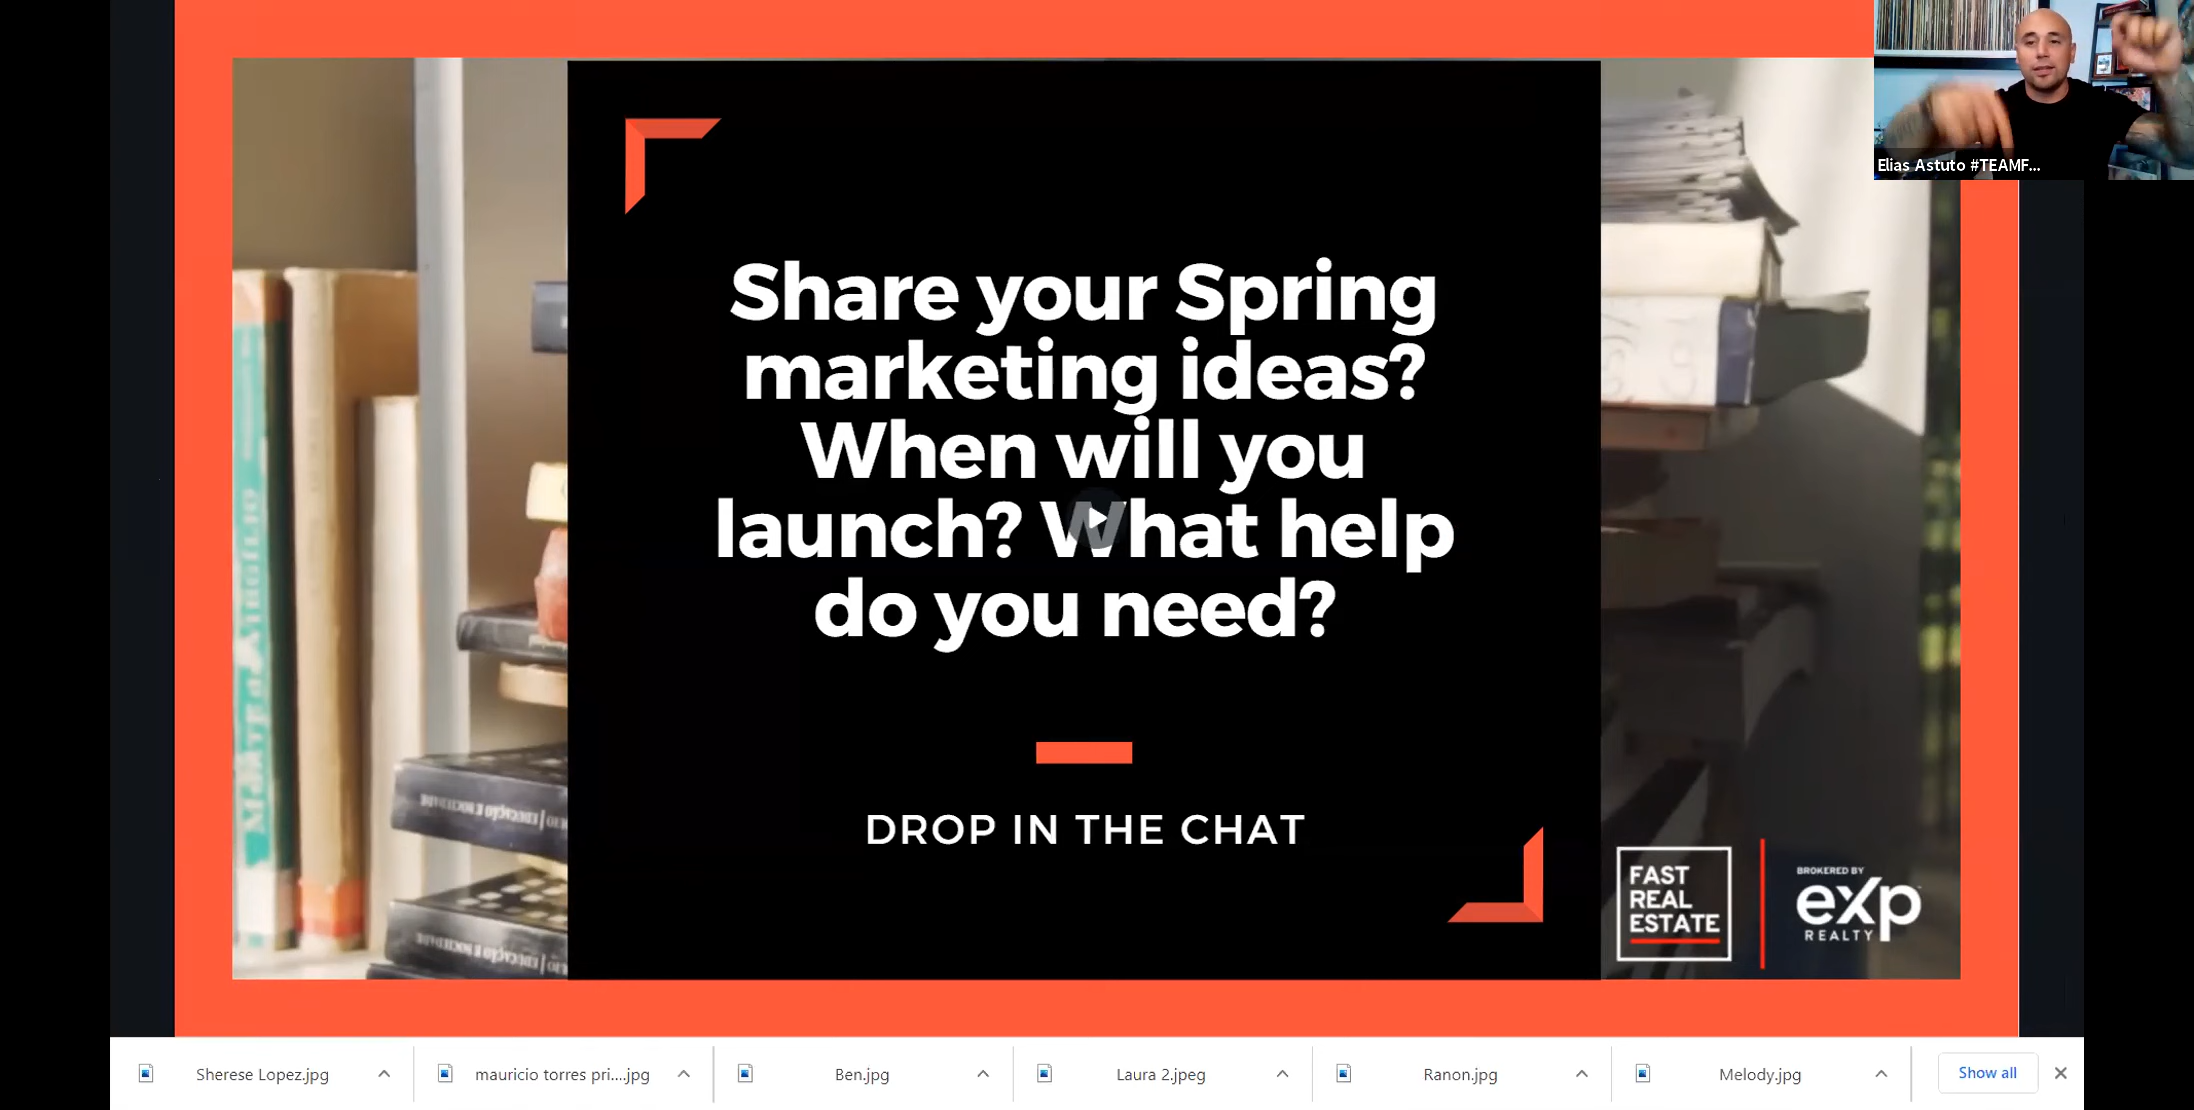 Elias Astuto #TEAMF...
Share your Spring
marketing ideas?
When will you
launch? What help
do you need?
DROP IN THE CHAT
FAST
REAL
ESTATE
BROKERED BY
exp
REALTY
Sherese Lopez.jpg
mauricio torres pri....jpg
Ben.jpg
Laura 2.jpeg
Ranon.jpg
Melody.jpg
Show all